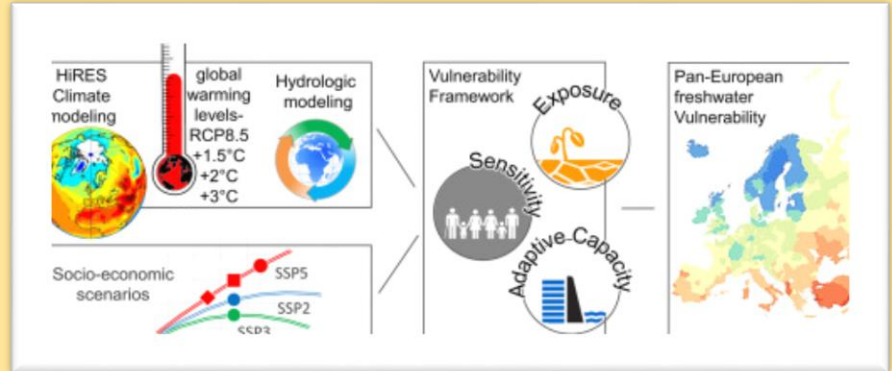 HiRES
Climate
modeling
global
warming
levels-
RCP8.5
+1.5°C
+2°C
+3°C
Hydrologic
modeling
Socio-economic
scenarios
SSP5
SSP2
SSP3
Vulnerability
Framework
Exposure
Sensitivity
Adaptive-Capacity
Pan-European
freshwater
Vulnerability